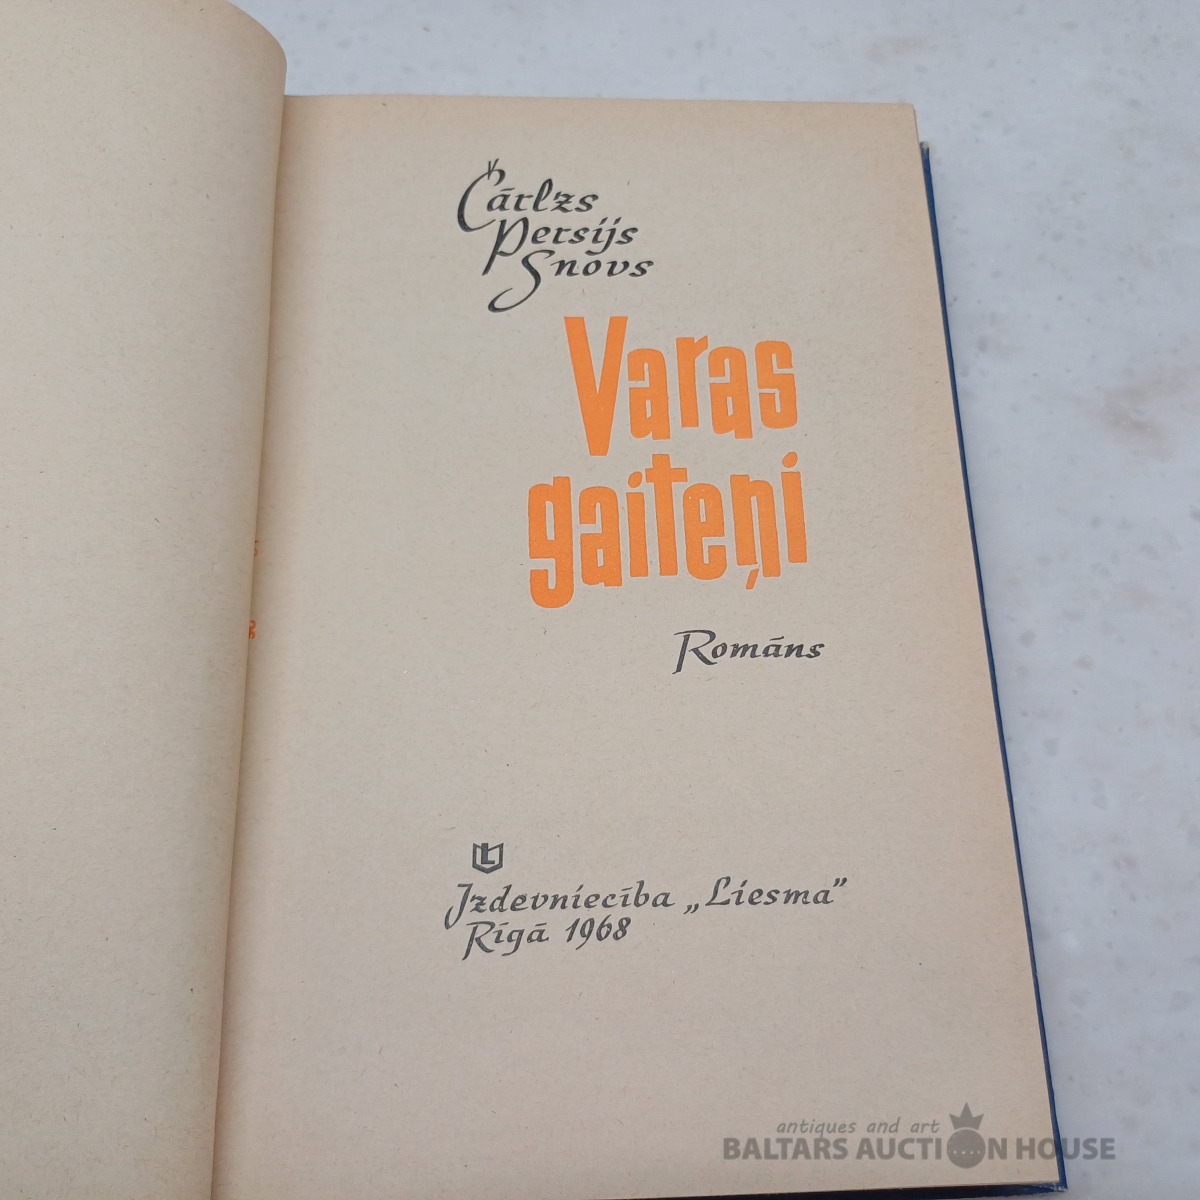 Čārlzs
Persijs
Snovs
Varas
gaiteņi
Romāns
L
Izdevniecība „Liesma”
Rīgā 1968
antiques and art
BALTARS AUCTION HOUSE